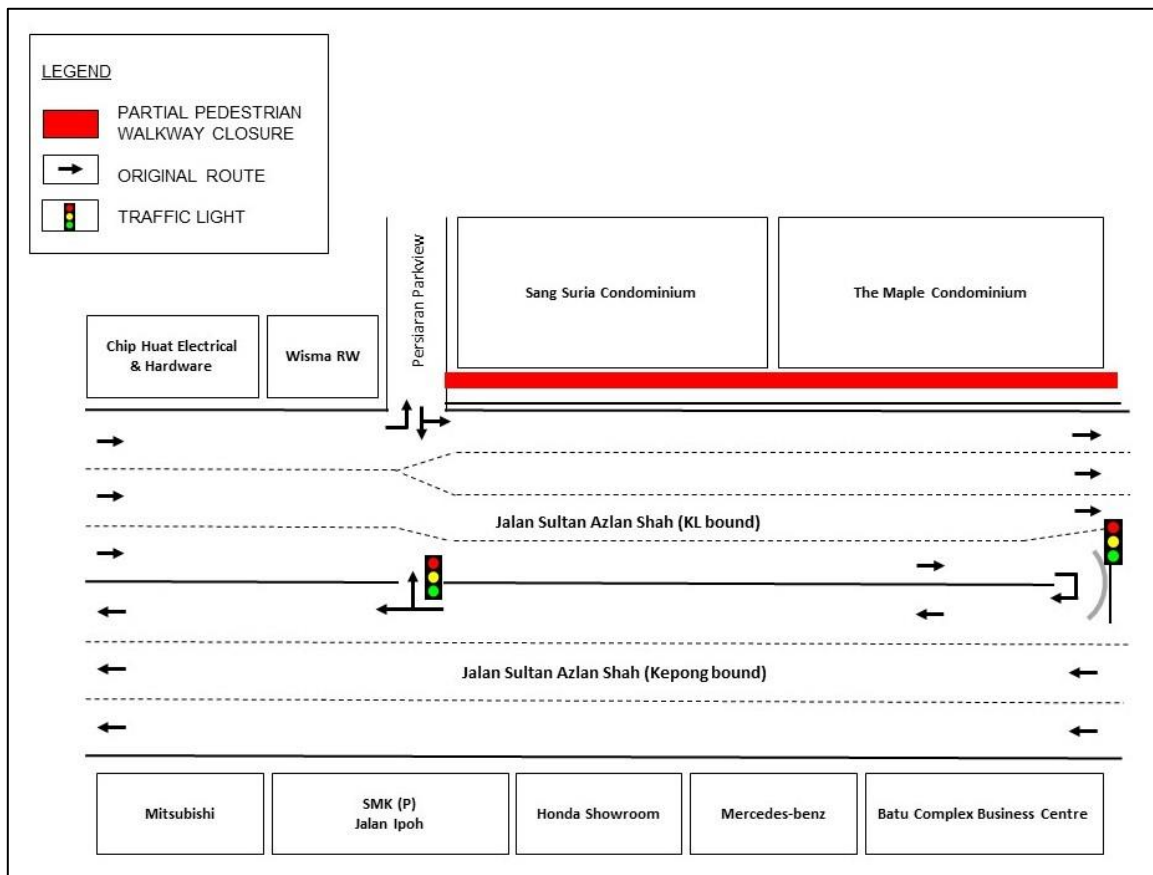 LEGEND
PARTIAL PEDESTRIAN
WALKWAY CLOSURE
ORIGINAL ROUTE
TRAFFIC LIGHT
Persiaran Parkview
Sang Suria Condominium
The Maple Condominium
Chip Huat Electrical
& Hardware
Wisma RW
Jalan Sultan Azlan Shah (KL bound)
Jalan Sultan Azlan Shah (Kepong bound)
Mitsubishi
SMK (P)
Jalan Ipoh
Honda Showroom
Mercedes-benz
Batu Complex Business Centre